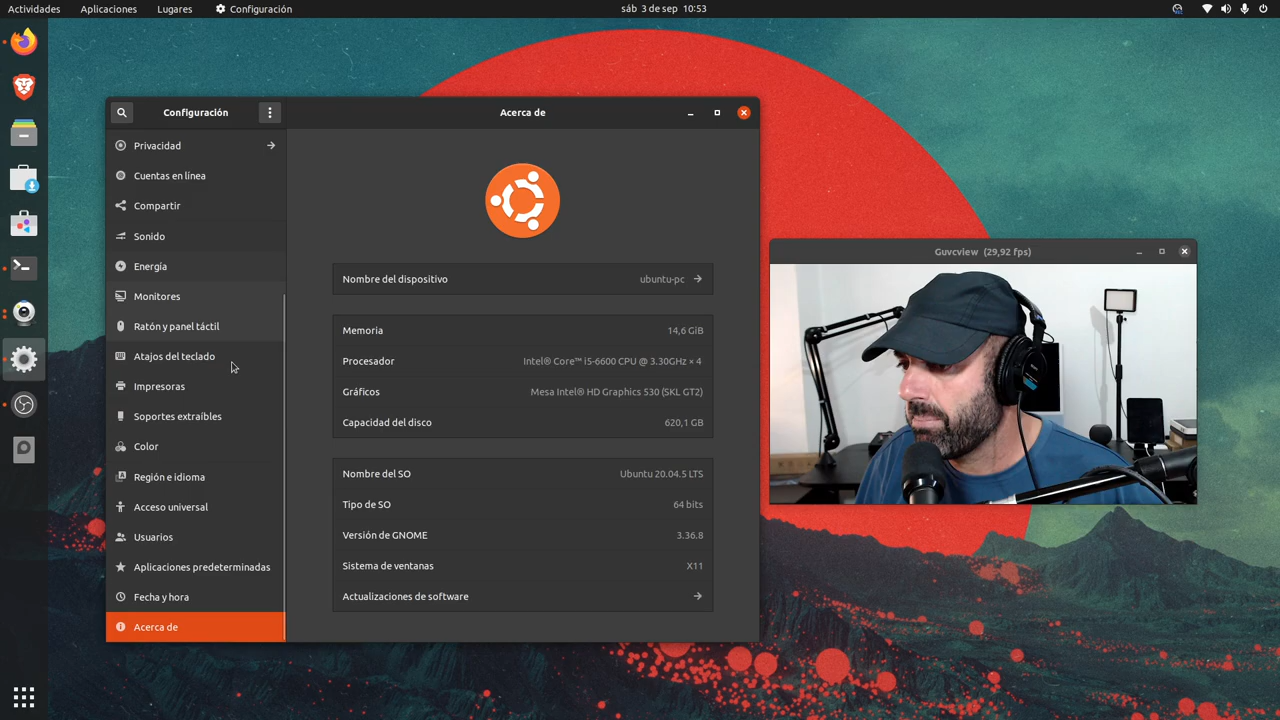 Actividades Aplicaciones Lugares Configuración sáb 3 de sep 10:53
Configuración
Acerca de
Privacidad
Cuentas en línea
Compartir
Sonido
Energía
Monitores
Ratón y panel táctil
Atajos del teclado
Impresoras
Soportes extraíbles
Color
Región e idioma
Acceso universal
Usuarios
Aplicaciones predeterminadas
Fecha y hora
Acerca de
Nombre del dispositivo ubuntu-pc
Memoria 14,6 GiB
Procesador Intel® Core™ i5-6600 CPU @ 3.30GHz × 4
Gráficos Mesa Intel® HD Graphics 530 (SKL GT2)
Capacidad del disco 620,1 GB
Nombre del SO Ubuntu 20.04.5 LTS
Tipo de SO 64 bits
Versión de GNOME 3.36.8
Sistema de ventanas X11
Actualizaciones de software
Guvcview (29,92 fps)